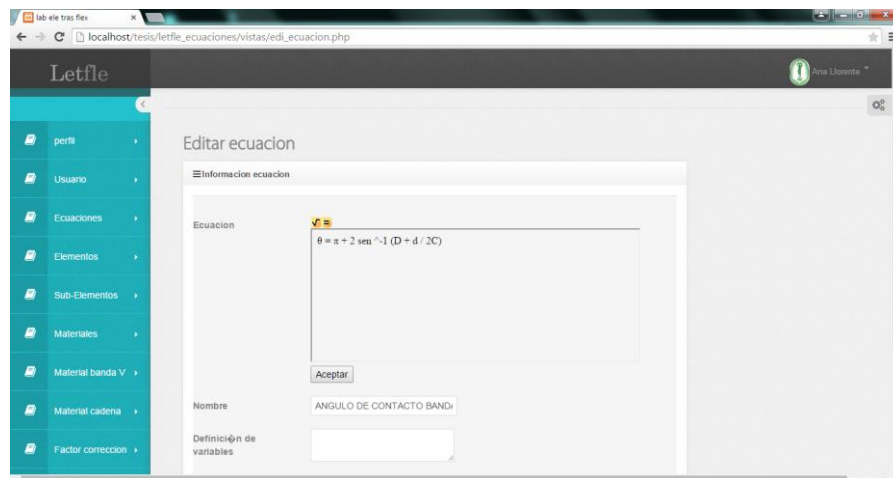 lab ele tras flex
localhost/tesis/letfle_ecuaciones/vistas/edi_ecuacion.php
Letfle
Ana Llorente
perfil
Usuario
Ecuaciones
Elementos
Sub-Elementos
Materiales
Material banda V
Material cadena
Factor correccion
Editar ecuacion
Informacion ecuacion
Ecuacion
√ =
θ = π + 2 sen ^-1 (D + d / 2C)
Aceptar
Nombre
ANGULO DE CONTACTO BANDA
Definici�n de
variables